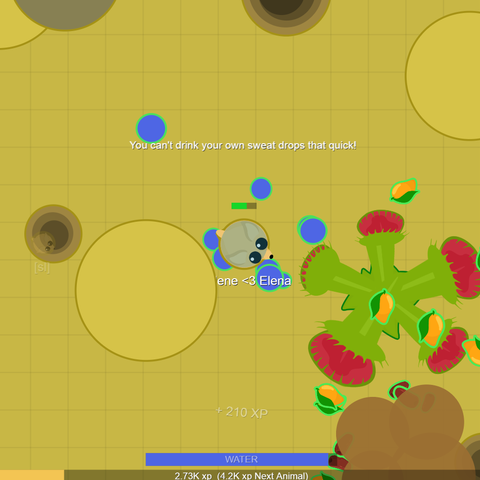 You can't drink your own sweat drops that quick!
ene <3 Elena
+ 210 XP
WATER
2.73K xp (4.2K xp Next Animal)